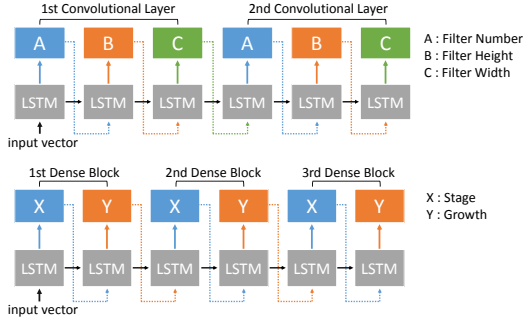 1st Convolutional Layer 2nd Convolutional Layer
A B C A B C
A : Filter Number
B : Filter Height
C : Filter Width
LSTM LSTM LSTM LSTM LSTM LSTM
input vector
1st Dense Block 2nd Dense Block 3rd Dense Block
X Y X Y X Y
X : Stage
Y : Growth
LSTM LSTM LSTM LSTM LSTM LSTM
input vector